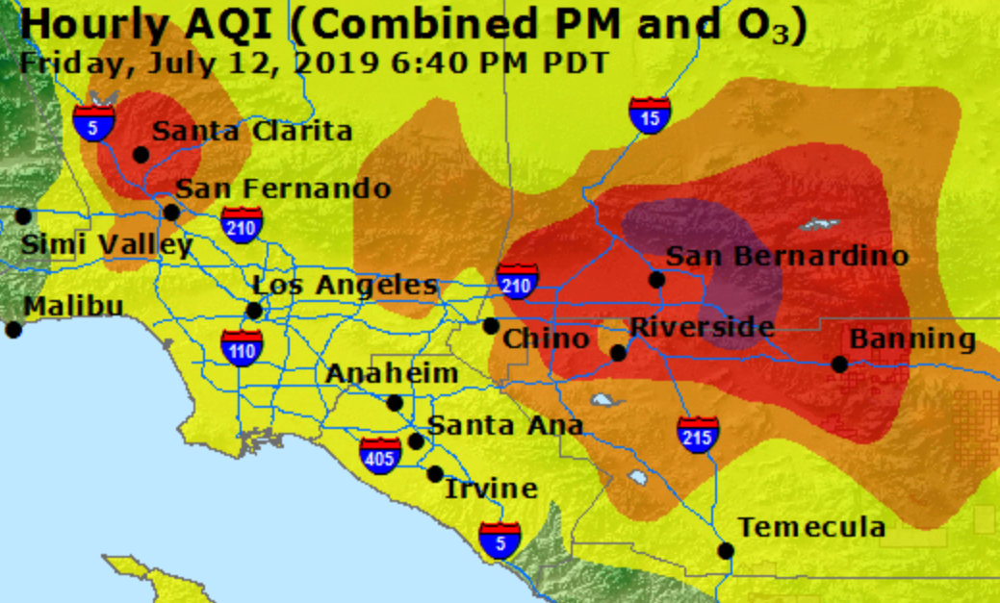 Hourly AQI (Combined PM and O₃)
Friday, July 12, 2019 6:40 PM PDT
5
15
Santa Clarita
San Fernando
210
Simi Valley
San Bernardino
210
Los Angeles
Malibu
Riverside
Chino
Banning
110
Anaheim
Santa Ana
215
405
Irvine
5
Temecula